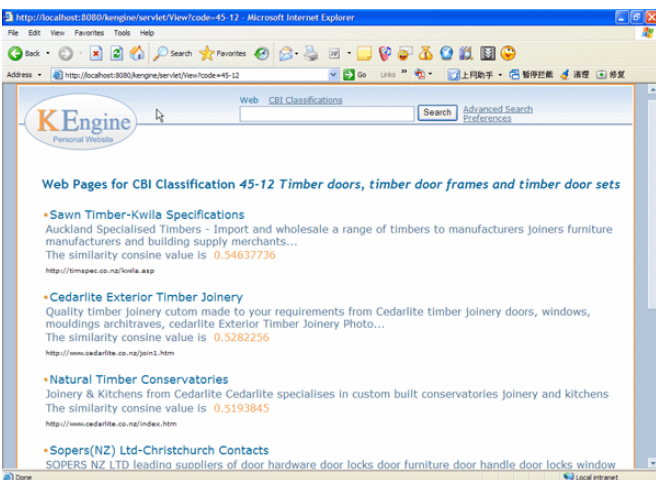 http://localhost:8080/kengine/servlet/View?code=45-12 - Microsoft Internet Explorer
File Edit View Favorites Tools Help
Back Search Favorites
Address http://localhost:8080/kengine/servlet/View?code=45-12 Go Links » 上网助手 暂停拦截 清理 修复
Web CBI Classifications
KEngine
Personal Website
Search
Advanced Search
Preferences
Web Pages for CBI Classification 45-12 Timber doors, timber door frames and timber door sets
Sawn Timber-Kwila Specifications
Auckland Specialised Timbers - Import and wholesale a range of timbers to manufacturers joiners furniture
manufacturers and building supply merchants...
The similarity consine value is 0.54637736
http://timspec.co.nz/kwila.asp
Cedarlite Exterior Timber Joinery
Quality timber joinery cutom made to your requirements from Cedarlite timber joinery doors, windows,
mouldings architraves, cedarlite Exterior Timber Joinery Photo...
The similarity consine value is 0.5282256
http://www.cedarlite.co.nz/join1.htm
Natural Timber Conservatories
Joinery & Kitchens from Cedarlite Cedarlite specialises in custom built conservatories joinery and kitchens
The similarity consine value is 0.5193845
http://www.cedarlite.co.nz/index.htm
Sopers(NZ) Ltd-Christchurch Contacts
SOPERS NZ LTD leading suppliers of door hardware door locks door furniture door handle door locks window
Done Local intranet